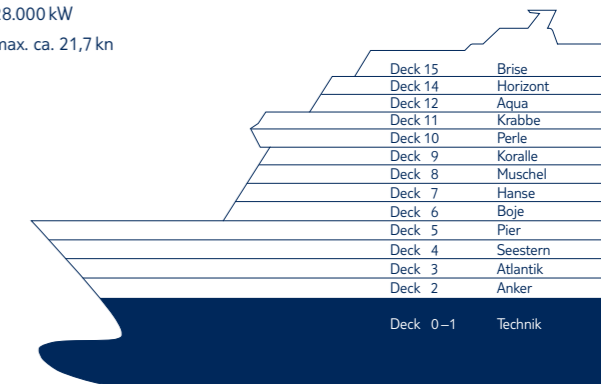 28.000 kW
max. ca. 21,7 kn
Deck 15 Brise
Deck 14 Horizont
Deck 12 Aqua
Deck 11 Krabbe
Deck 10 Perle
Deck 9 Koralle
Deck 8 Muschel
Deck 7 Hanse
Deck 6 Boje
Deck 5 Pier
Deck 4 Seestern
Deck 3 Atlantik
Deck 2 Anker
Deck 0–1 Technik